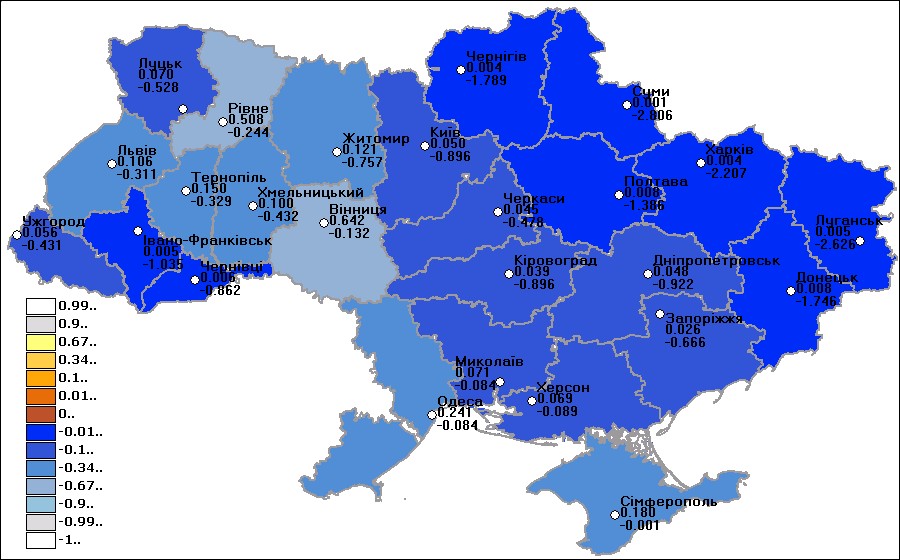 Чернігів
0.004
-1.789
Луцьк
0.070
-0.528
Суми
0.001
-2.806
Рівне
0.508
-0.244
Київ
0.050
-0.896
Житомир
0.121
-0.757
Харків
0.004
-2.207
Львів
0.106
-0.311
Тернопіль
0.150
-0.329
Хмельницький
0.100
-0.432
Полтава
0.008
-1.386
Черкаси
0.045
-0.478
Вінниця
0.642
-0.132
Ужгород
0.056
-0.431
Луганськ
0.005
-2.626
Івано-Франківськ
0.005
-1.035
Чернівці
0.006
-0.862
Кіровоград
0.039
-0.896
Дніпропетровськ
0.048
-0.922
Донецьк
0.008
-1.746
Запоріжжя
0.026
-0.666
Миколаїв
0.071
-0.084
Херсон
0.069
-0.089
Одеса
0.241
-0.084
Сімферополь
0.180
-0.001
0.99..
0.9..
0.67..
0.34..
0.1..
0.01..
0..
-0.01..
-0.1..
-0.34..
-0.67..
-0.9..
-0.99..
-1..